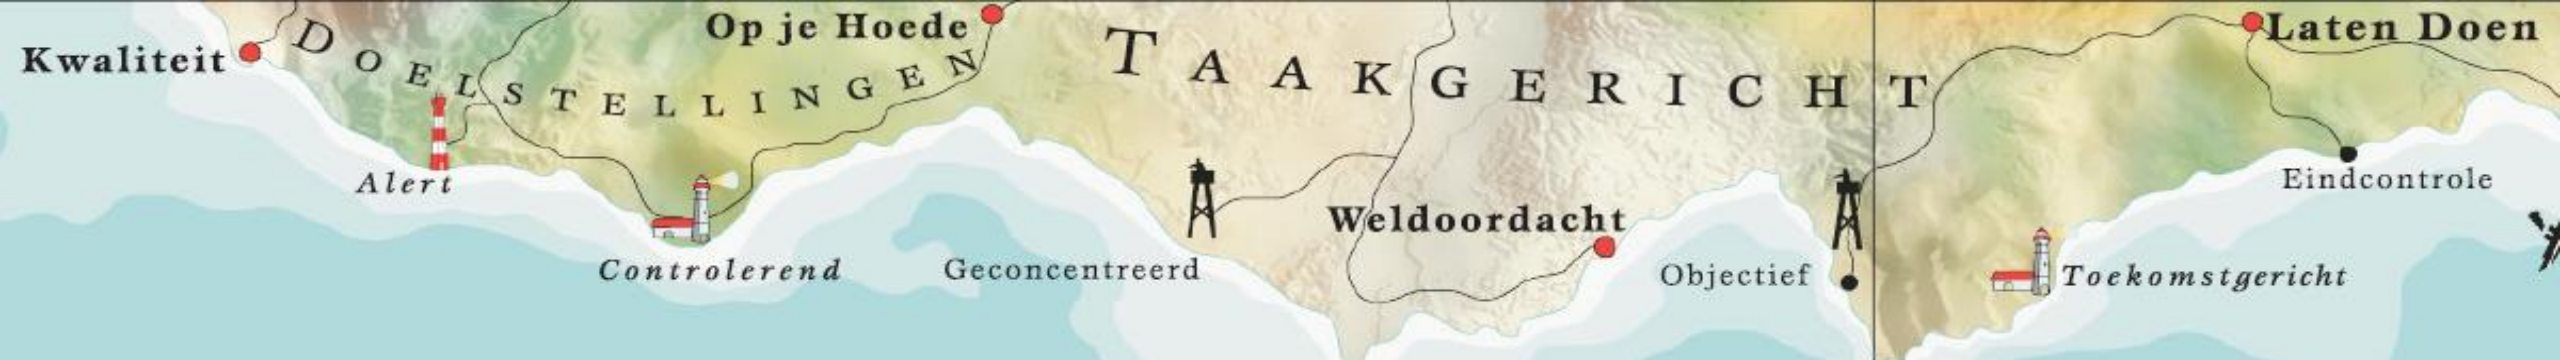 Kwaliteit
DOELSTELLINGEN
Op je Hoede
TAAKGERICHT
Laten Doen
Alert
Controlerend
Geconcentreerd
Weldoordacht
Objectief
Toekomstgericht
Eindcontrole